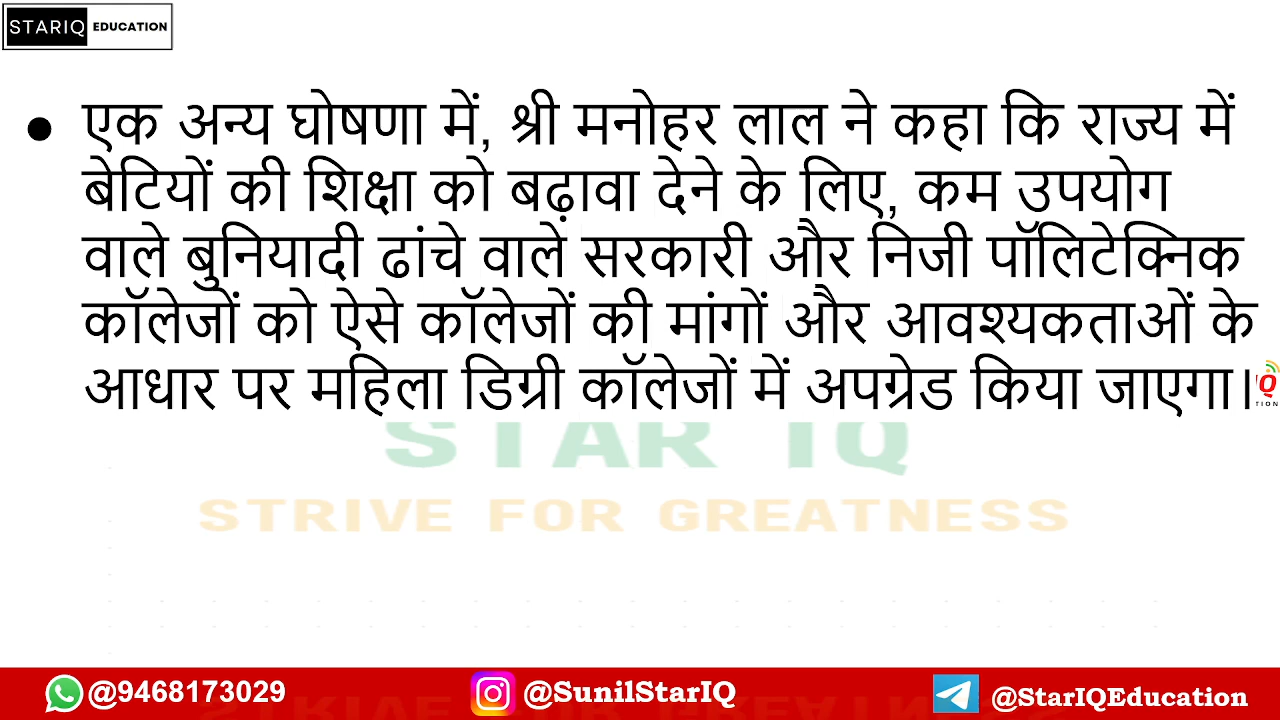 STARIQ EDUCATION
• एक अन्य घोषणा में, श्री मनोहर लाल ने कहा कि राज्य में
बेटियों की शिक्षा को बढ़ावा देने के लिए, कम उपयोग
वाले बुनियादी ढांचे वाले सरकारी और निजी पॉलिटेक्निक
कॉलेजों को ऐसे कॉलेजों की मांगों और आवश्यकताओं के
आधार पर महिला डिग्री कॉलेजों में अपग्रेड किया जाएगा।
STAR IQ
STRIVE FOR GREATNESS
@9468173029 @SunilStarIQ @StarIQEducation